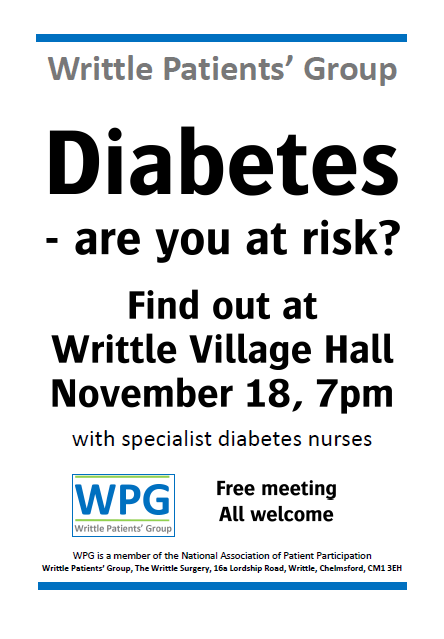 Writtle Patients’ Group
Diabetes
- are you at risk?
Find out at
Writtle Village Hall
November 18, 7pm
with specialist diabetes nurses
WPG
Writtle Patients’ Group
Free meeting
All welcome
WPG is a member of the National Association of Patient Participation
Writtle Patients’ Group, The Writtle Surgery, 16a Lordship Road, Writtle, Chelmsford, CM1 3EH